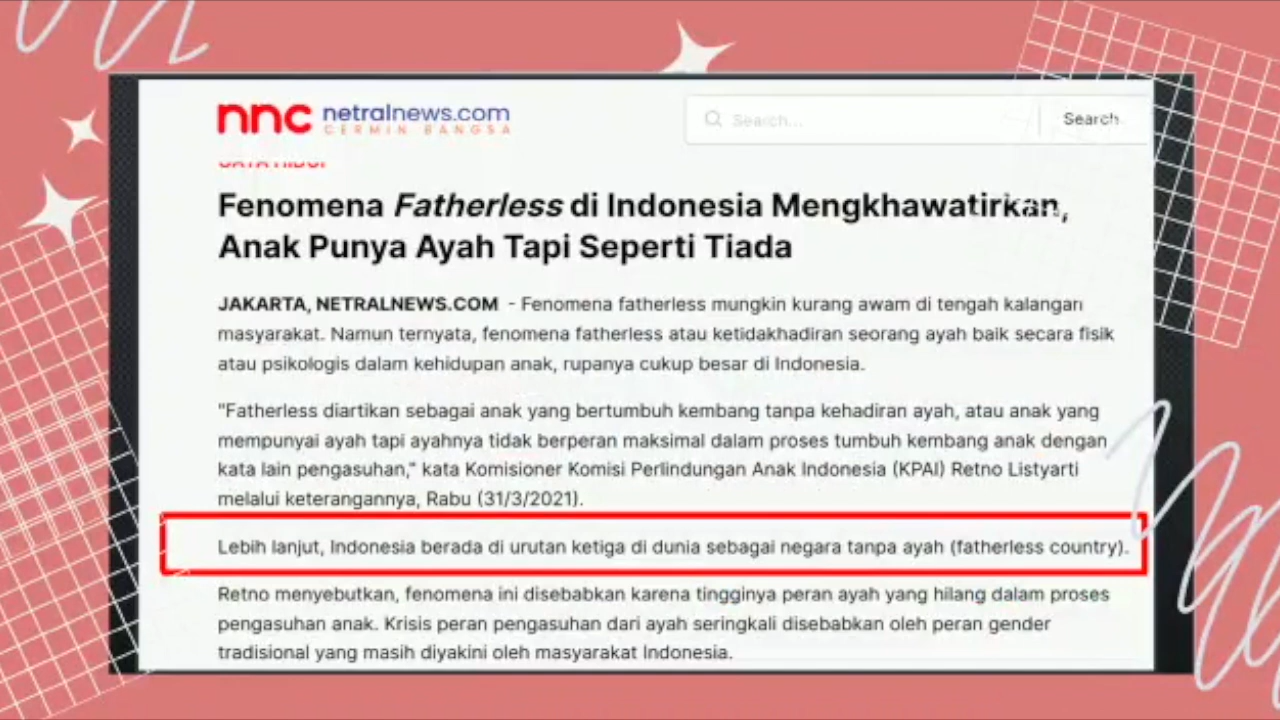 nnc netralnews.com
CERMIN BANGSA
Search...
Search
Fenomena Fatherless di Indonesia Mengkhawatirkan,
Anak Punya Ayah Tapi Seperti Tiada
JAKARTA, NETRALNEWS.COM - Fenomena fatherless mungkin kurang awam di tengah kalangan
masyarakat. Namun ternyata, fenomena fatherless atau ketidakhadiran seorang ayah baik secara fisik
atau psikologis dalam kehidupan anak, rupanya cukup besar di Indonesia.
"Fatherless diartikan sebagai anak yang bertumbuh kembang tanpa kehadiran ayah, atau anak yang
mempunyai ayah tapi ayahnya tidak berperan maksimal dalam proses tumbuh kembang anak dengan
kata lain pengasuhan," kata Komisioner Komisi Perlindungan Anak Indonesia (KPAI) Retno Listyarti
melalui keterangannya, Rabu (31/3/2021).
Lebih lanjut, Indonesia berada di urutan ketiga di dunia sebagai negara tanpa ayah (fatherless country).
Retno menyebutkan, fenomena ini disebabkan karena tingginya peran ayah yang hilang dalam proses
pengasuhan anak. Krisis peran pengasuhan dari ayah seringkali disebabkan oleh peran gender
tradisional yang masih diyakini oleh masyarakat Indonesia.